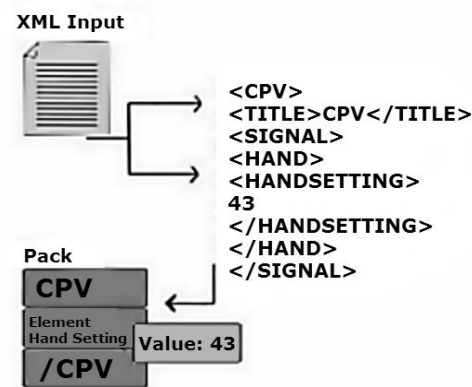 XML Input
<CPV>
<TITLE>CPV</TITLE>
<SIGNAL>
<HAND>
<HANDSETTING>
43
</HANDSETTING>
</HAND>
</SIGNAL>
Pack
CPV
Element
Hand Setting
Value: 43
/CPV